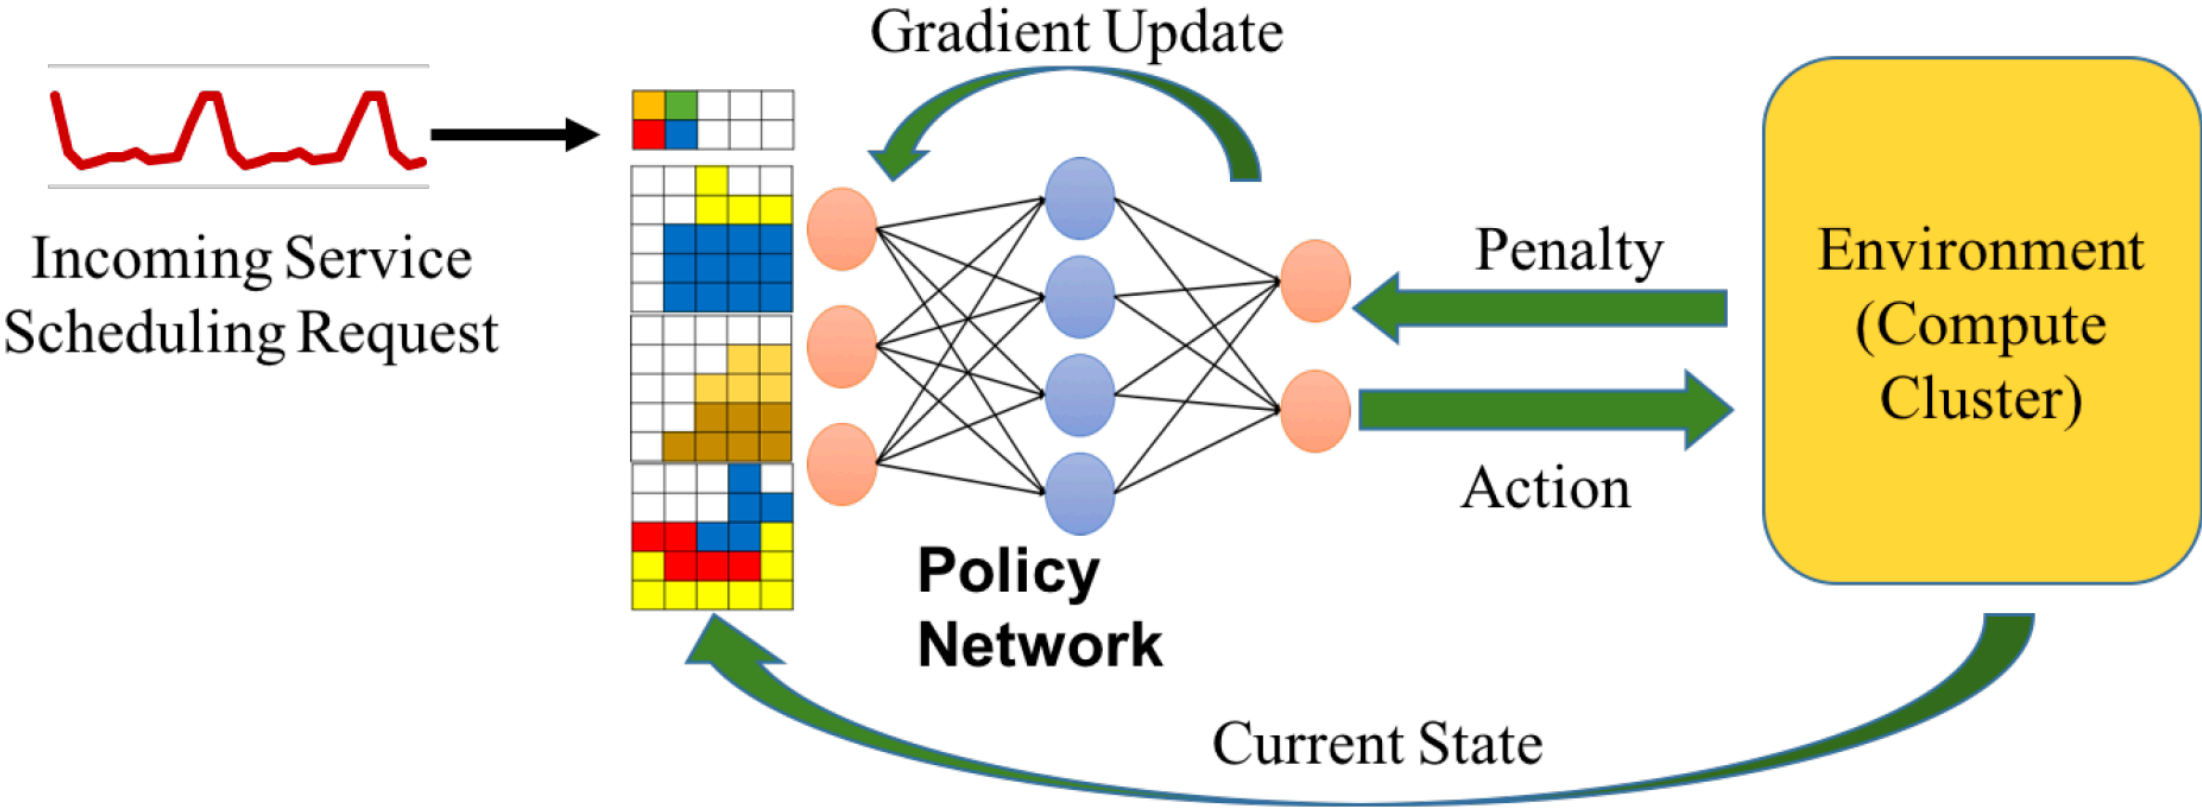 Gradient Update
Incoming Service
Scheduling Request
Penalty
Action
Environment
(Compute
Cluster)
Policy
Network
Current State